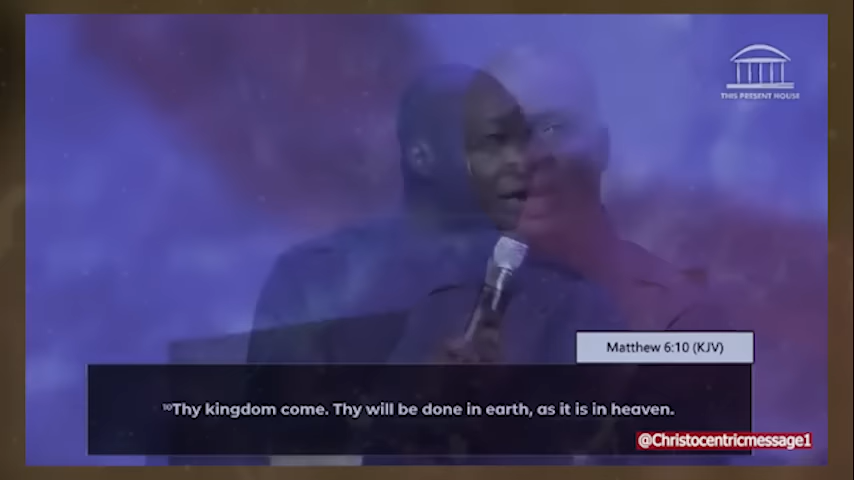 THIS PRESENT HOUSE
Matthew 6:10 (KJV)
¹⁰Thy kingdom come. Thy will be done in earth, as it is in heaven.
@Christocentricmessage1